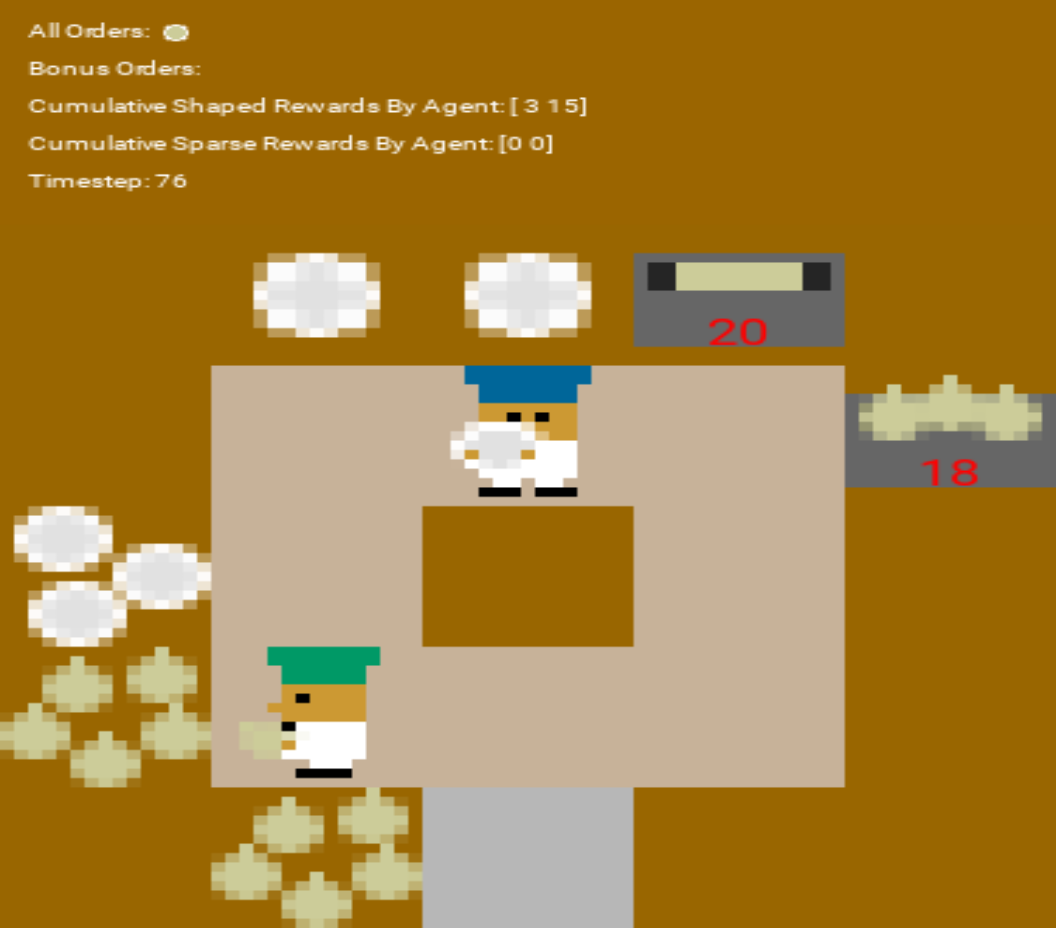 All Orders:
Bonus Orders:
Cumulative Shaped Rewards By Agent: [ 3 15]
Cumulative Sparse Rewards By Agent: [0 0]
Timestep: 76
20
18